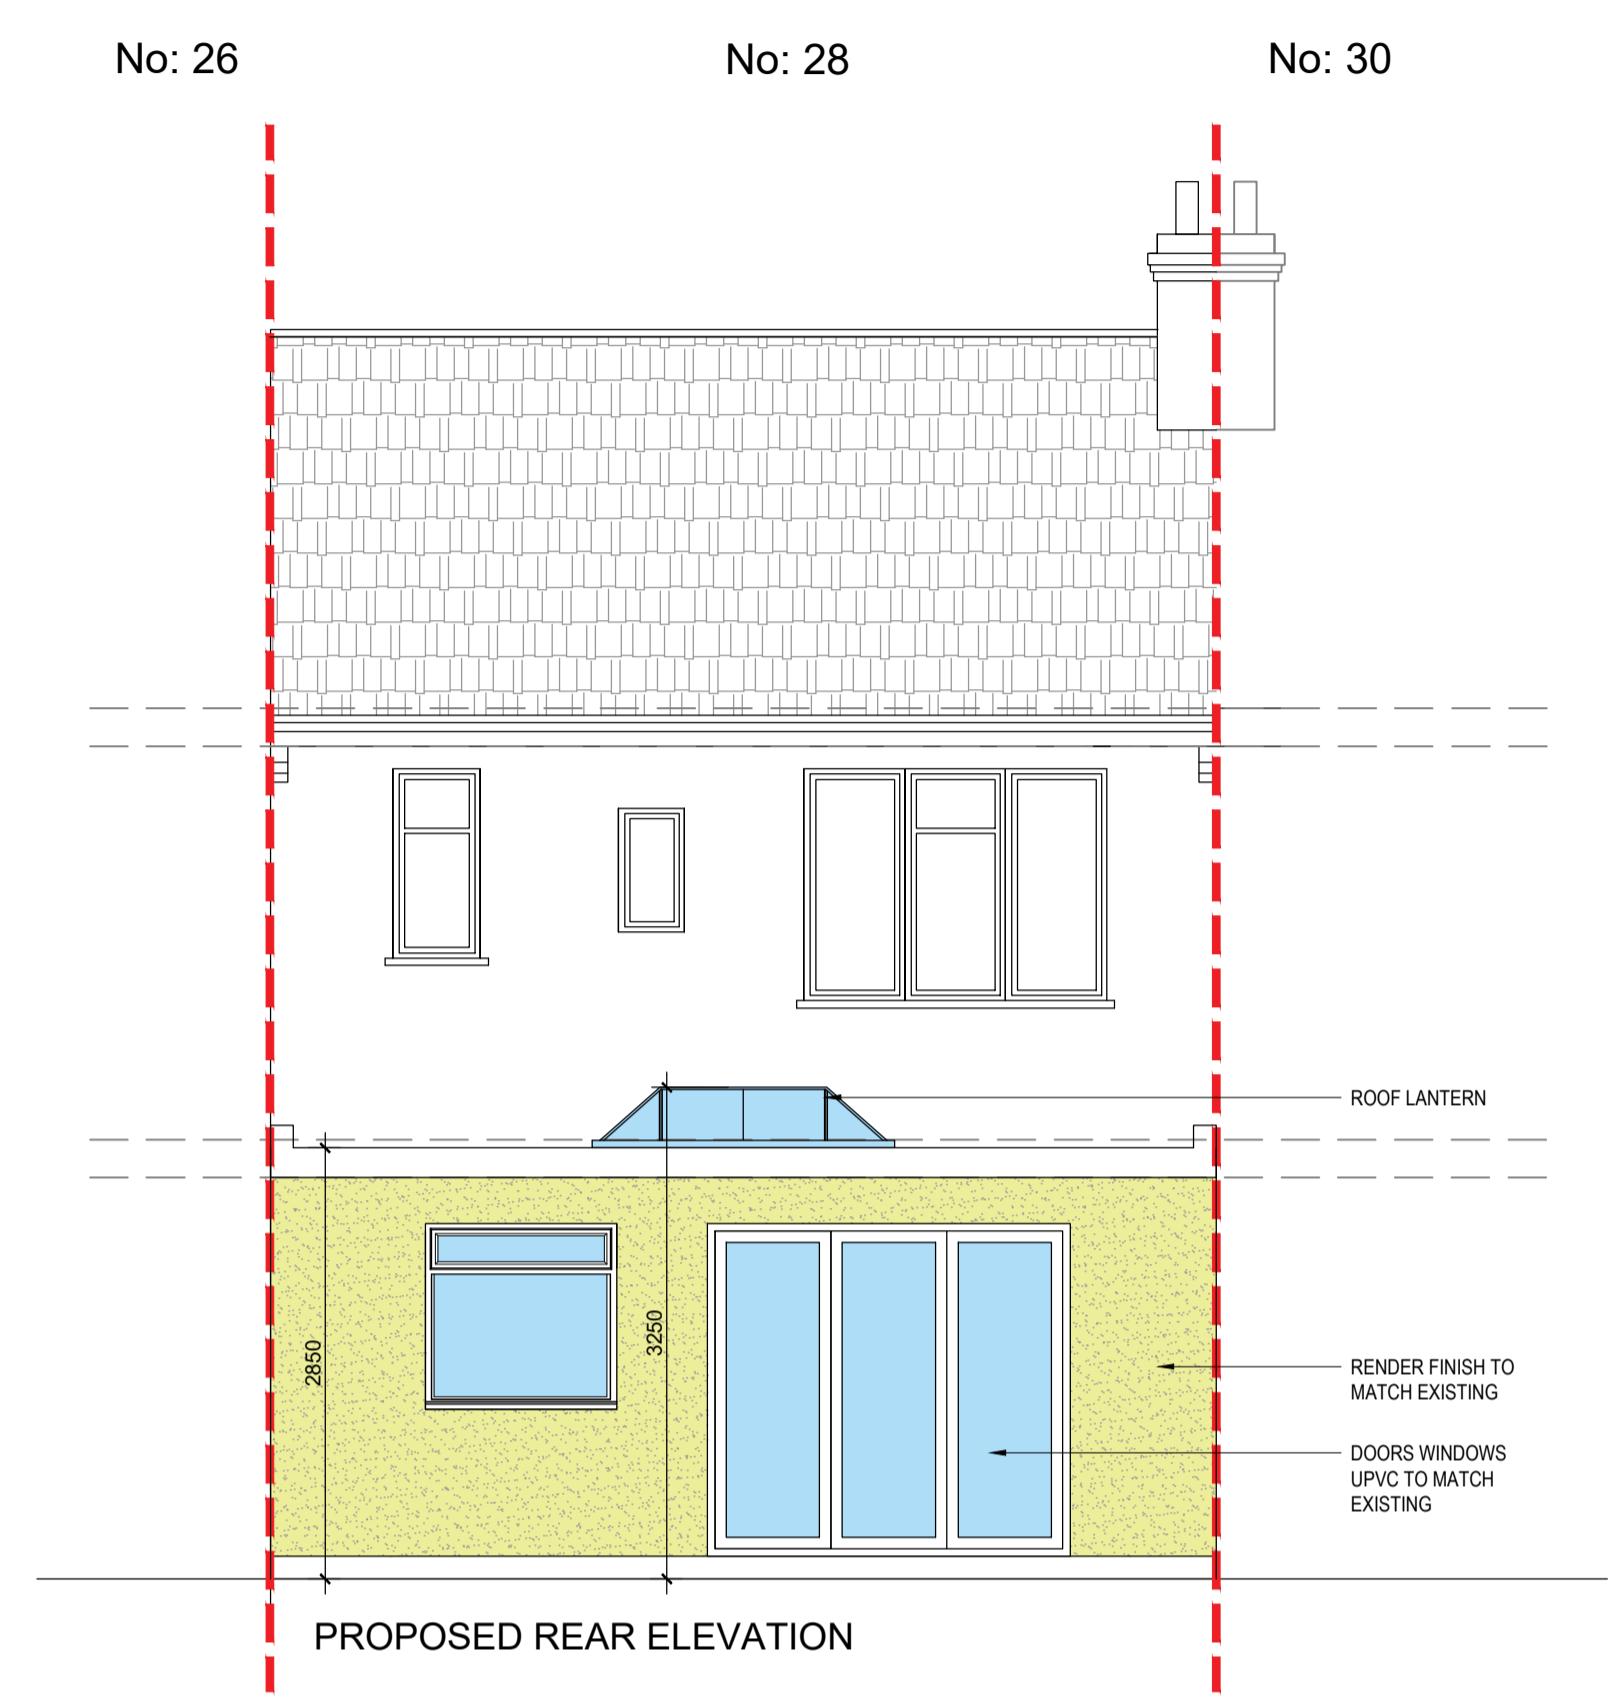 No: 26
No: 28
No: 30
ROOF LANTERN
2850
3250
RENDER FINISH TO
MATCH EXISTING
DOORS WINDOWS
UPVC TO MATCH
EXISTING
PROPOSED REAR ELEVATION